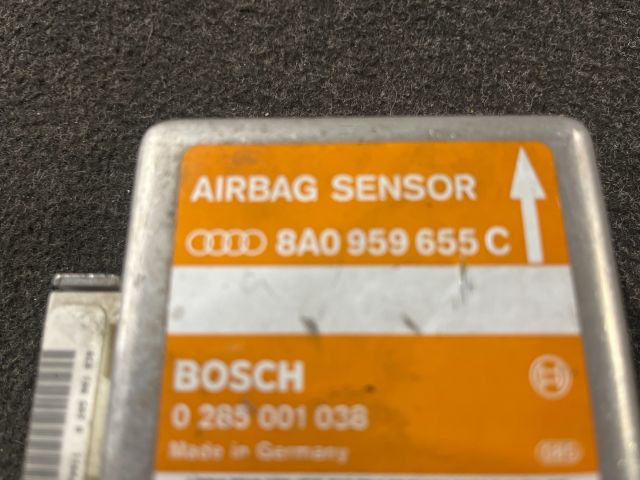 AIRBAG SENSOR
8A0 959 655 C
BOSCH
0 285 001 038
Made in Germany